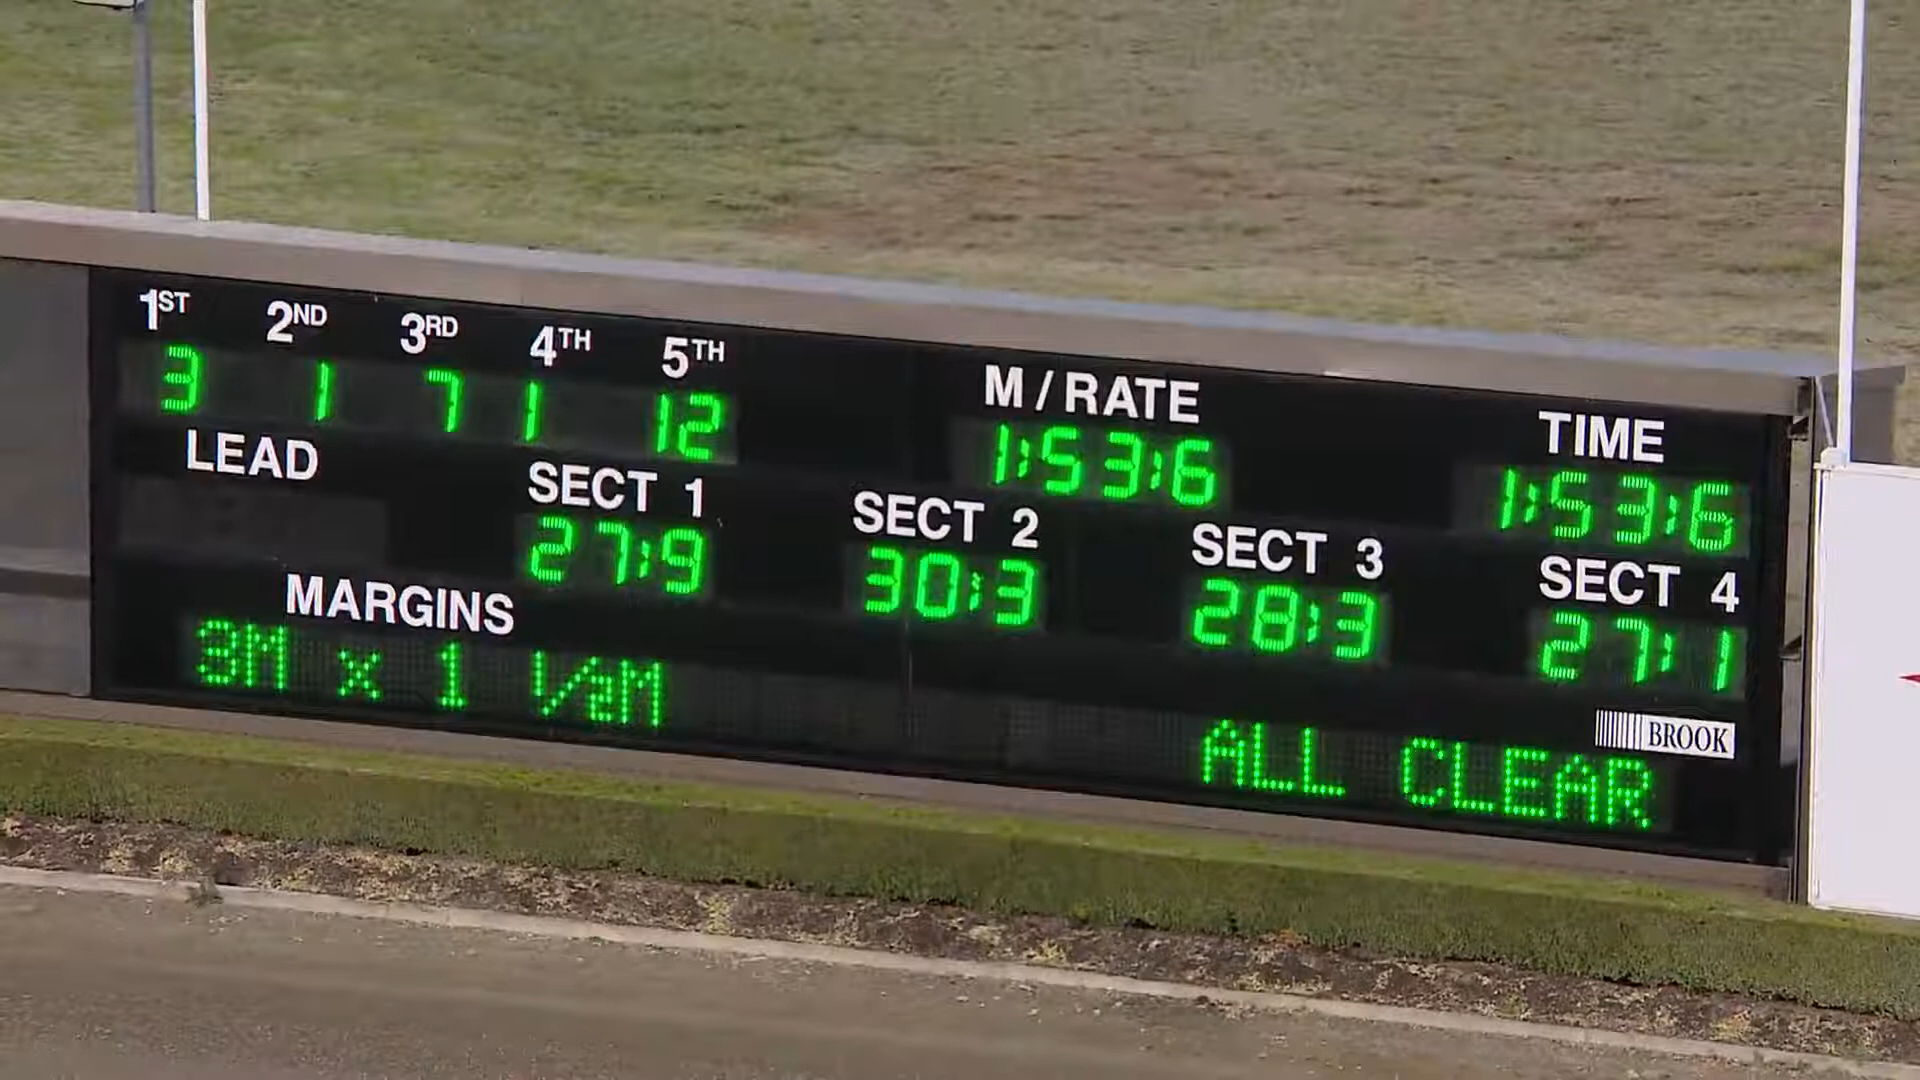 1ST 2ND 3RD 4TH 5TH M/RATE TIME
3 1 7 1 12 1:53:6 1:53:6
LEAD SECT 1 SECT 2 SECT 3 SECT 4
27:9 30:3 28:3 27:1
MARGINS
3M x 1 1/2M
BROOK
ALL CLEAR